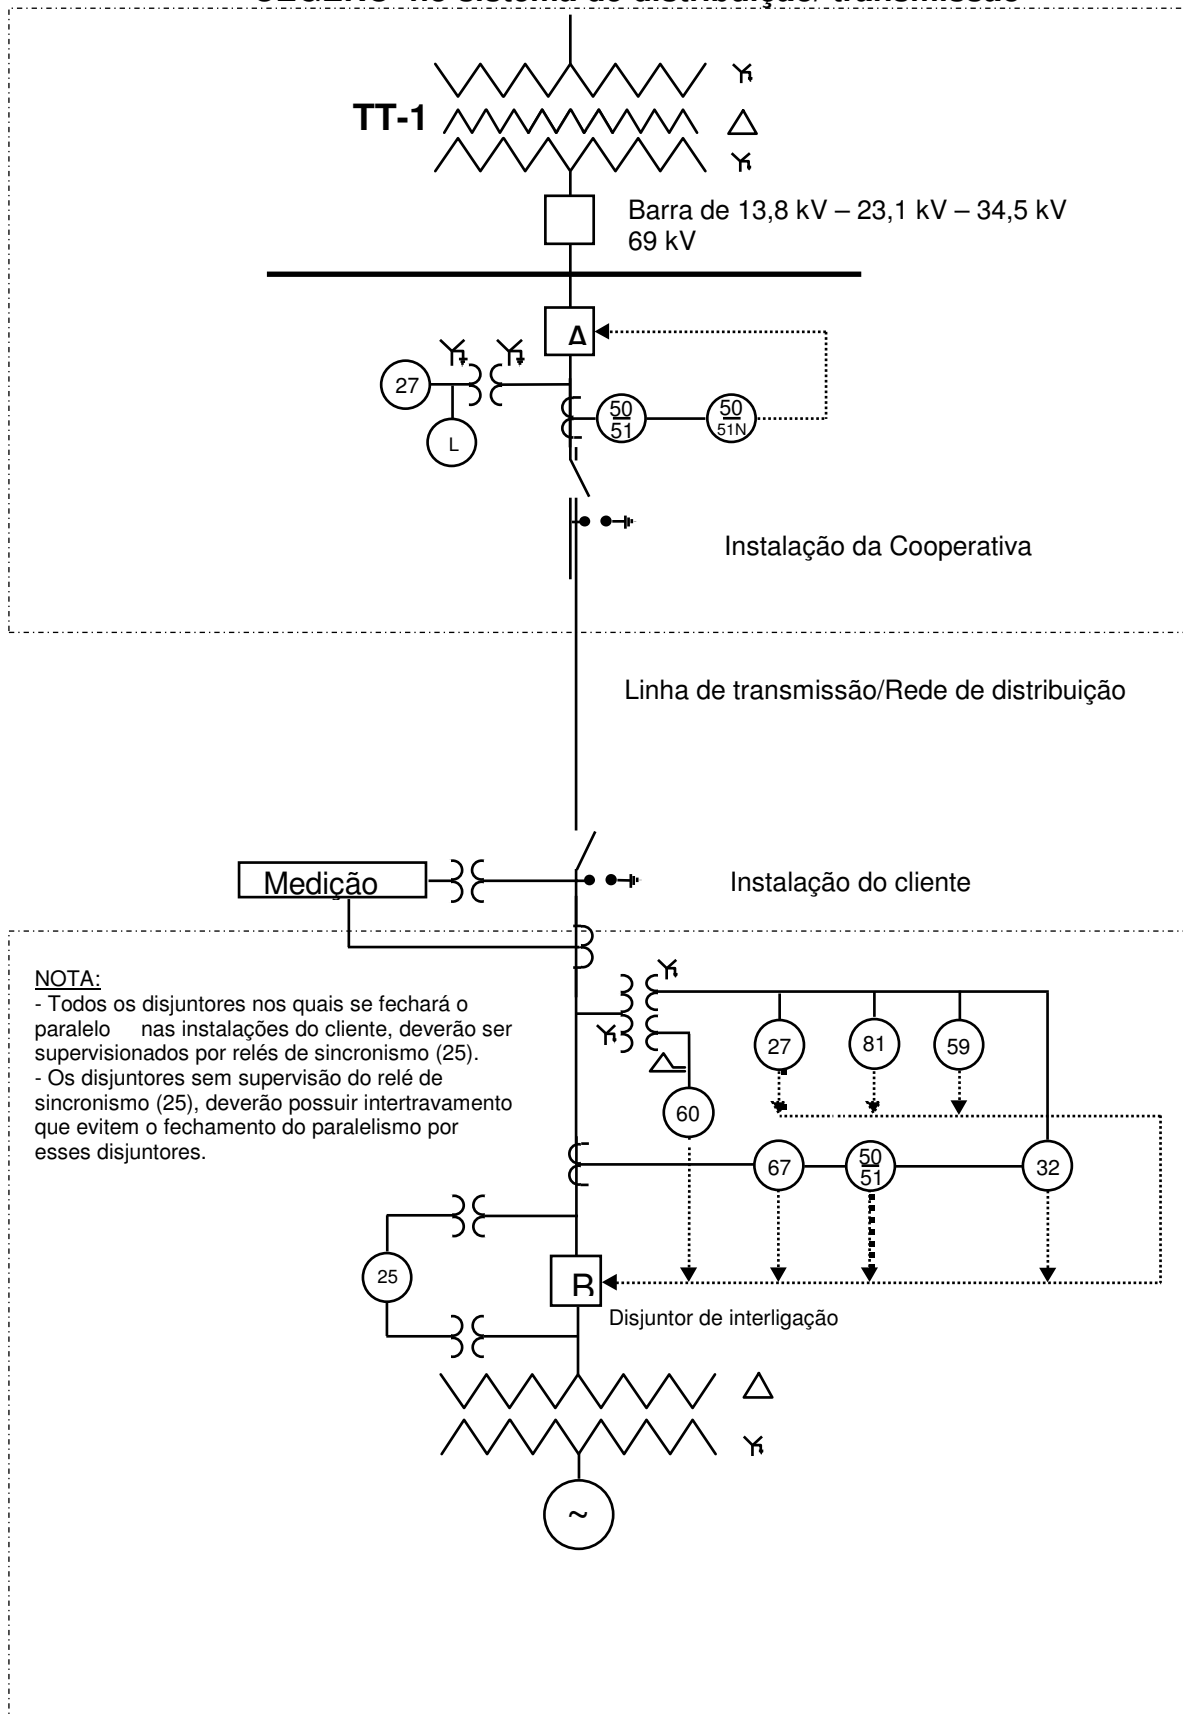 TT-1
Barra de 13,8 kV – 23,1 kV – 34,5 kV
69 kV
A
27
50
51
50
51N
L
Instalação da Cooperativa
Linha de transmissão/Rede de distribuição
Medição
Instalação do cliente
NOTA:
- Todos os disjuntores nos quais se fechará o
paralelo nas instalações do cliente, deverão ser
supervisionados por relés de sincronismo (25).
- Os disjuntores sem supervisão do relé de
sincronismo (25), deverão possuir intertravamento
que evitem o fechamento do paralelismo por
esses disjuntores.
27
81
59
60
67
50
51
32
25
Disjuntor de interligação
~